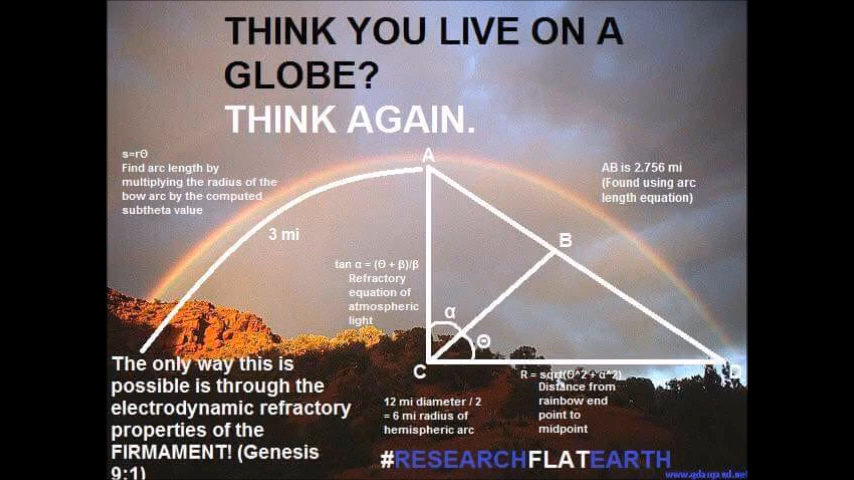 THINK YOU LIVE ON A
GLOBE?
THINK AGAIN.
s=rΘ
Find arc length by
multiplying the radius of the
bow arc by the computed
subtheta value
A
AB is 2.756 mi
(Found using arc
length equation)
3 mi
B
tan α = (Θ + β)/β
Refractory
equation of
atmospheric
light
α
Θ
C
D
The only way this is
possible is through the
electrodynamic refractory
properties of the
FIRMAMENT! (Genesis
9:1)
12 mi diameter / 2
= 6 mi radius of
hemispheric arc
R = sqrt(Θ^2 + α^2)
Distance from
rainbow end
point to
midpoint
#RESEARCHFLATEARTH